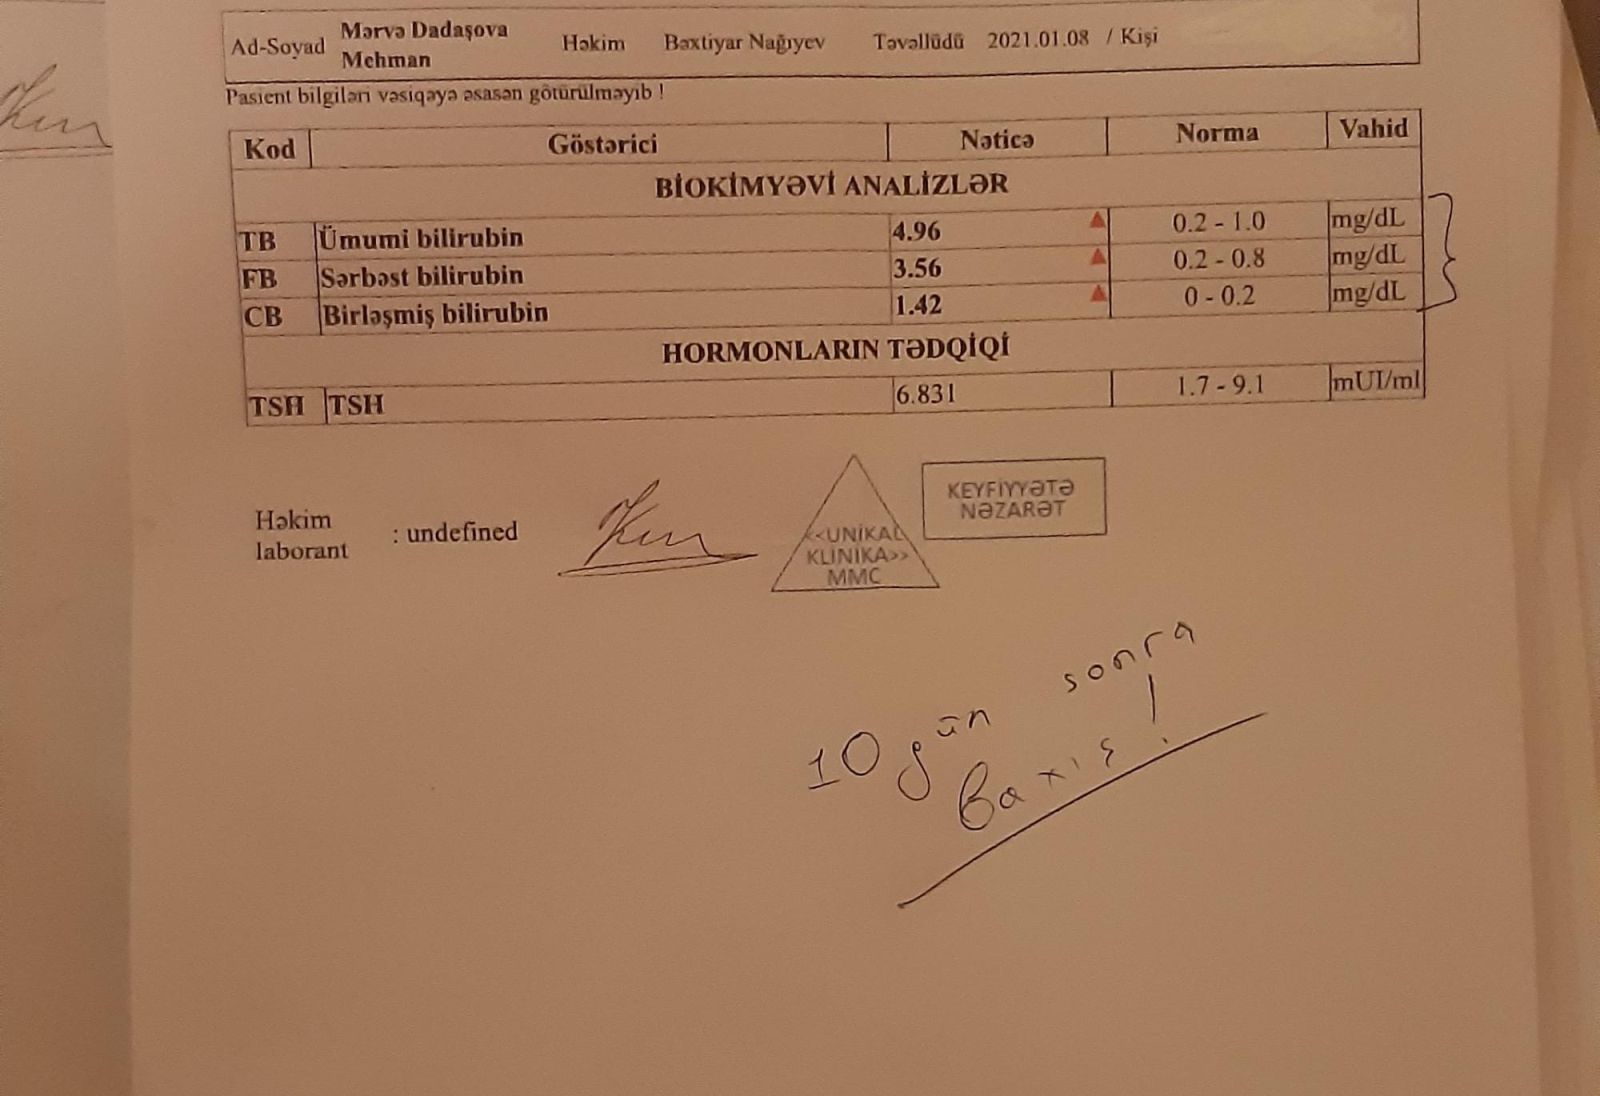 Ad-Soyad Mərvə Dadaşova Mehman Həkim Bəxtiyar Nağıyev Təvəllüdü 2021.01.08 / Kişi
Pasient bilgiləri vəsiqəyə əsasən götürülməyib !
Kod Göstərici Nəticə Norma Vahid
BİOKİMYƏVİ ANALİZLƏR
TB Ümumi bilirubin 4.96 0.2 - 1.0 mg/dL
FB Sərbəst bilirubin 3.56 0.2 - 0.8 mg/dL
CB Birləşmiş bilirubin 1.42 0 - 0.2 mg/dL
HORMONLARIN TƏDQİQİ
TSH TSH 6.831 1.7 - 9.1 mUI/ml
Həkim laborant : undefined
<<UNİKAL
KLİNİKA>>
MMC
KEYFİYYƏTƏ
NƏZARƏT
10 gün sonra
Baxış!